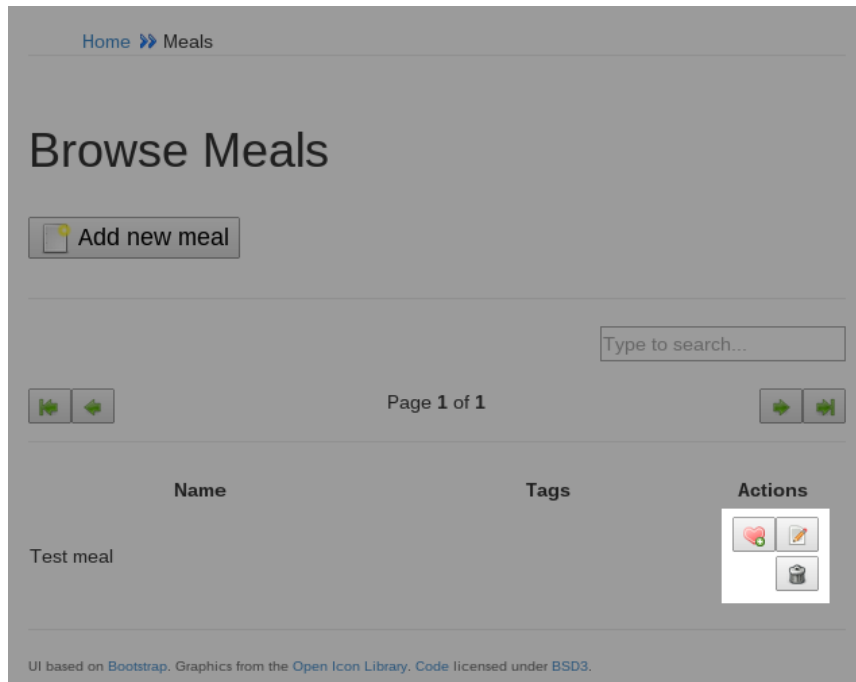 Home Meals
Browse Meals
Add new meal
Type to search...
Page 1 of 1
Name Tags Actions
Test meal
UI based on Bootstrap. Graphics from the Open Icon Library. Code licensed under BSD3.